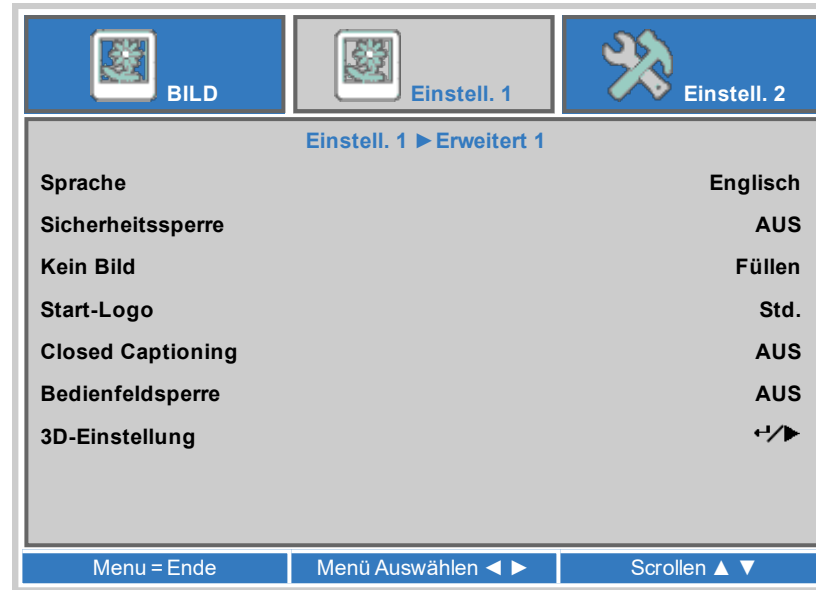 BILD Einstell. 1 Einstell. 2
Einstell. 1 ►Erweitert 1
Sprache Englisch
Sicherheitssperre AUS
Kein Bild Füllen
Start-Logo Std.
Closed Captioning AUS
Bedienfeldsperre AUS
3D-Einstellung ↵/►
Menu = Ende Menü Auswählen ◄ ► Scrollen ▲ ▼